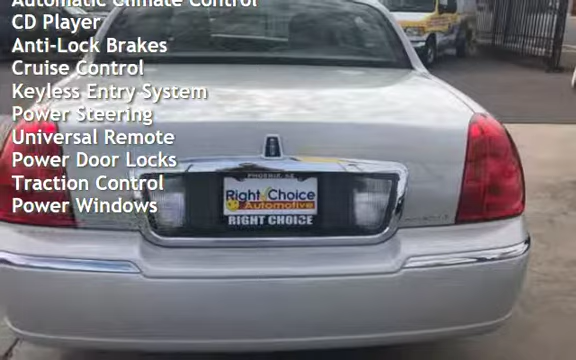 Automatic Climate Control
CD Player
Anti-Lock Brakes
Cruise Control
Keyless Entry System
Power Steering
Universal Remote
Power Door Locks
Traction Control
Power Windows
PHOENIX, AZ
Right Choice
Automotive
RIGHT CHOICE